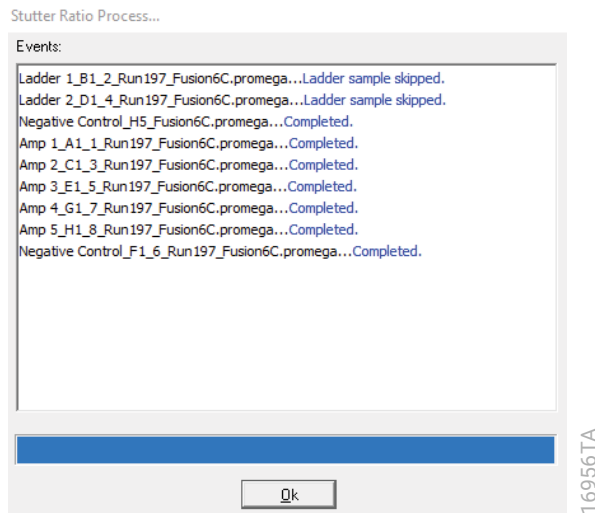 Stutter Ratio Process...
Events:
Ladder 1_B1_2_Run197_Fusion6C.promega...Ladder sample skipped.
Ladder 2_D1_4_Run197_Fusion6C.promega...Ladder sample skipped.
Negative Control_H5_Fusion6C.promega...Completed.
Amp 1_A1_1_Run197_Fusion6C.promega...Completed.
Amp 2_C1_3_Run197_Fusion6C.promega...Completed.
Amp 3_E1_5_Run197_Fusion6C.promega...Completed.
Amp 4_G1_7_Run197_Fusion6C.promega...Completed.
Amp 5_H1_8_Run197_Fusion6C.promega...Completed.
Negative Control_F1_6_Run197_Fusion6C.promega...Completed.
Ok
16956TA